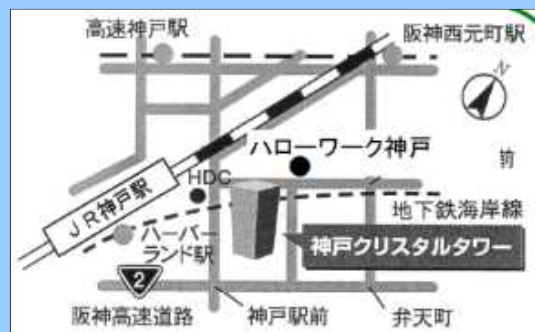 高速神戸駅
阪神西元町駅
N
ハローワーク神戸
前
HDC
JR神戸駅
地下鉄海岸線
ハーバー
ランド駅
神戸クリスタルタワー
2
阪神高速道路
神戸駅前
弁天町